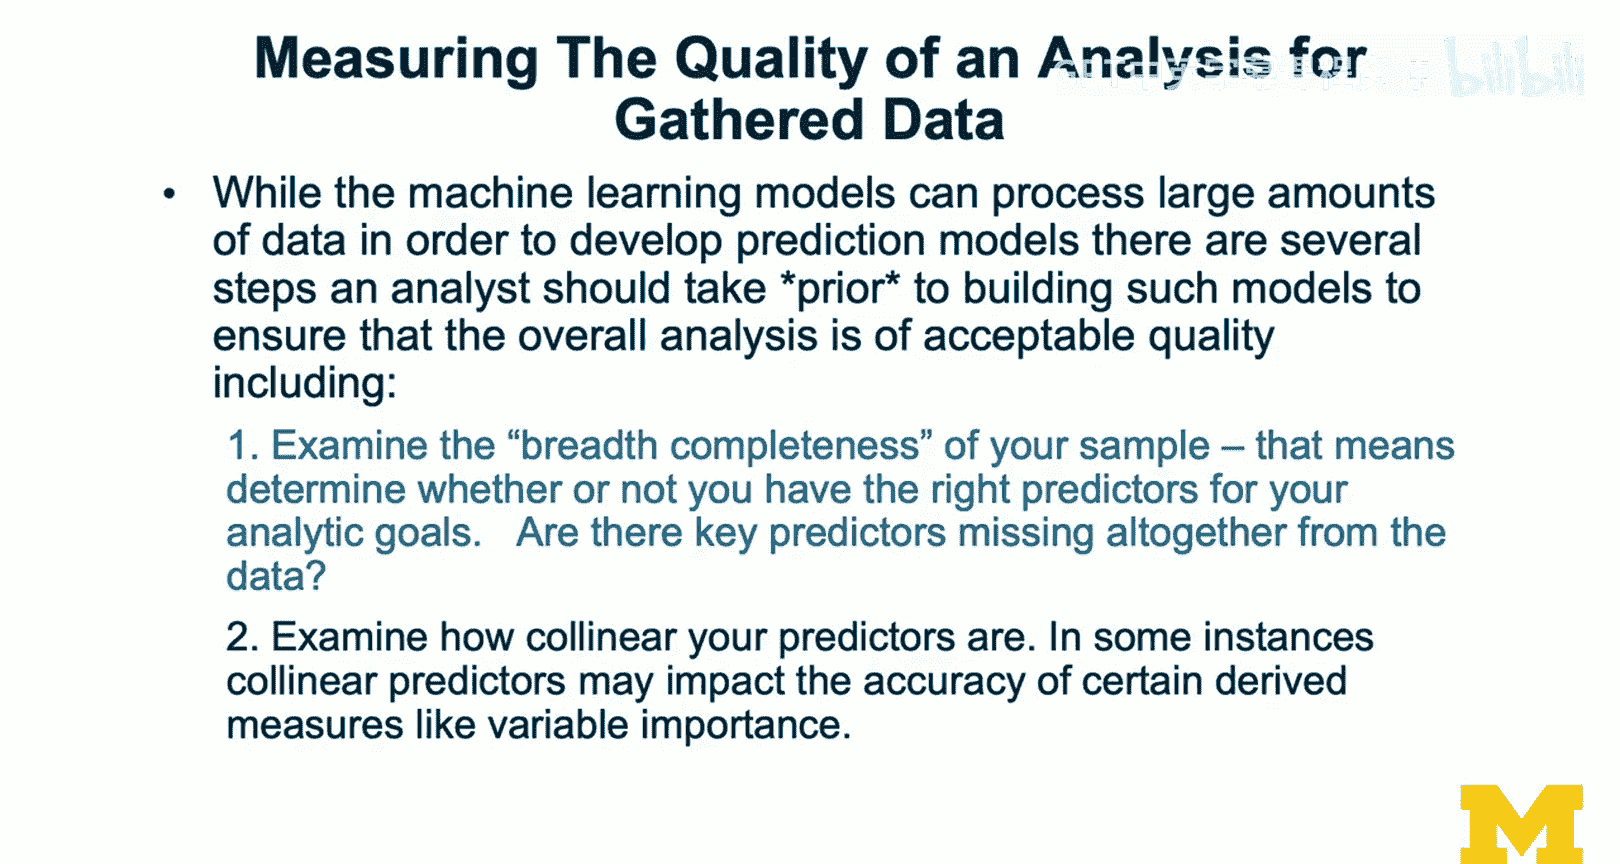 Measuring The Quality of an Analysis for
Gathered Data
• While the machine learning models can process large amounts
of data in order to develop prediction models there are several
steps an analyst should take *prior* to building such models to
ensure that the overall analysis is of acceptable quality
including:
1. Examine the “breadth completeness” of your sample – that means
determine whether or not you have the right predictors for your
analytic goals.   Are there key predictors missing altogether from the
data?
2. Examine how collinear your predictors are. In some instances
collinear predictors may impact the accuracy of certain derived
measures like variable importance.
bilibili
M